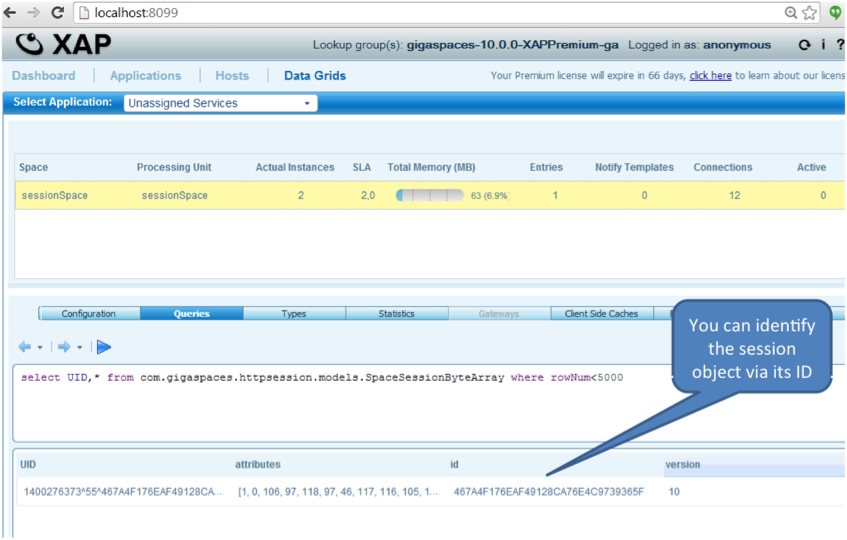 localhost:8099
XAP
Lookup group(s): gigaspaces-10.0.0-XAPPremium-ga Logged in as: anonymous
i ?
Dashboard Applications Hosts Data Grids
Your Premium license will expire in 66 days, click here to learn about our licens
Select Application: Unassigned Services
Space Processing Unit Actual Instances SLA Total Memory (MB) Entries Notify Templates Connections Active
sessionSpace sessionSpace 2 2,0 63 (6.9%) 1 0 12 0
Configuration Queries Types Statistics Gateways Client Side Caches
You can identify
the session
object via its ID
select UID,* from com.gigaspaces.httpsession.models.SpaceSessionByteArray where rowNum<5000
UID attributes id version
1400276373^55^467A4F176EAF49128CA... [1, 0, 106, 97, 118, 97, 46, 117, 116, 105, 1... 467A4F176EAF49128CA76E4C9739365F 10